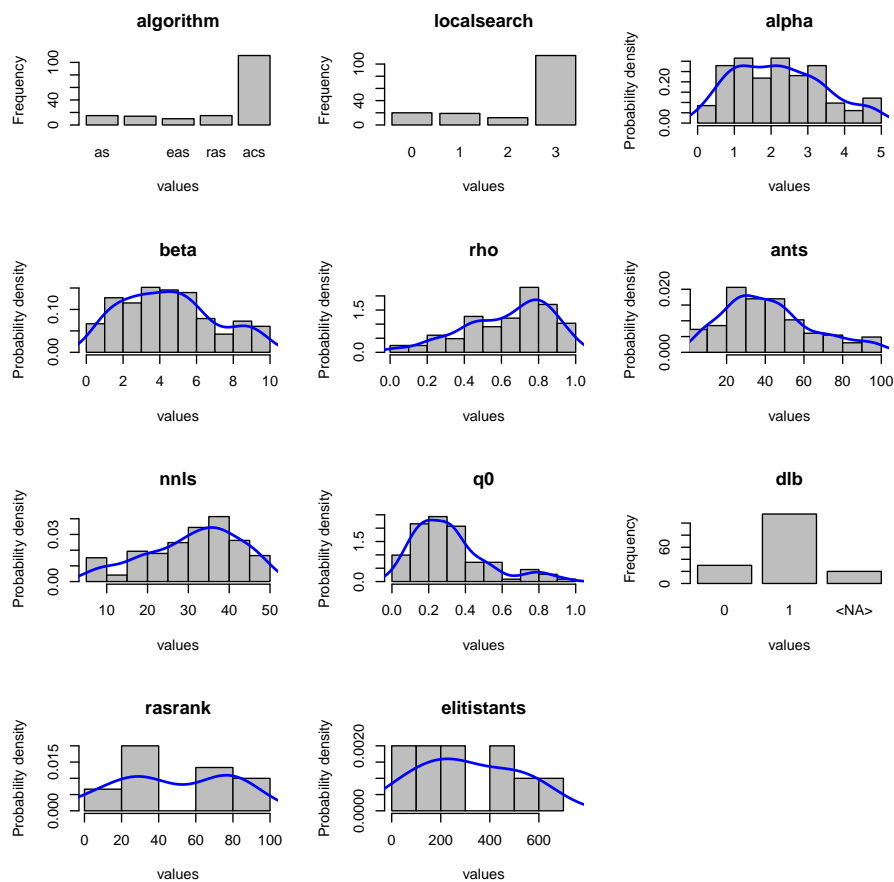 algorithm
Frequency
0 40 100
as eas ras acs
values
localsearch
Frequency
0 40 100
0 1 2 3
values
alpha
Probability density
0.00 0.20
0 1 2 3 4 5
values
beta
Probability density
0.00 0.10
0 2 4 6 8 10
values
rho
Probability density
0.0 1.5
0.0 0.2 0.4 0.6 0.8 1.0
values
ants
Probability density
0.000 0.020
20 40 60 80 100
values
nnls
Probability density
0.00 0.03
10 20 30 40 50
values
q0
Probability density
0.0 1.5
0.0 0.2 0.4 0.6 0.8 1.0
values
dlb
Frequency
0 60
0 1 <NA>
values
rasrank
Probability density
0.000 0.015
0 20 40 60 80 100
values
elitistants
Probability density
0.0000 0.0020
0 200 400 600
values